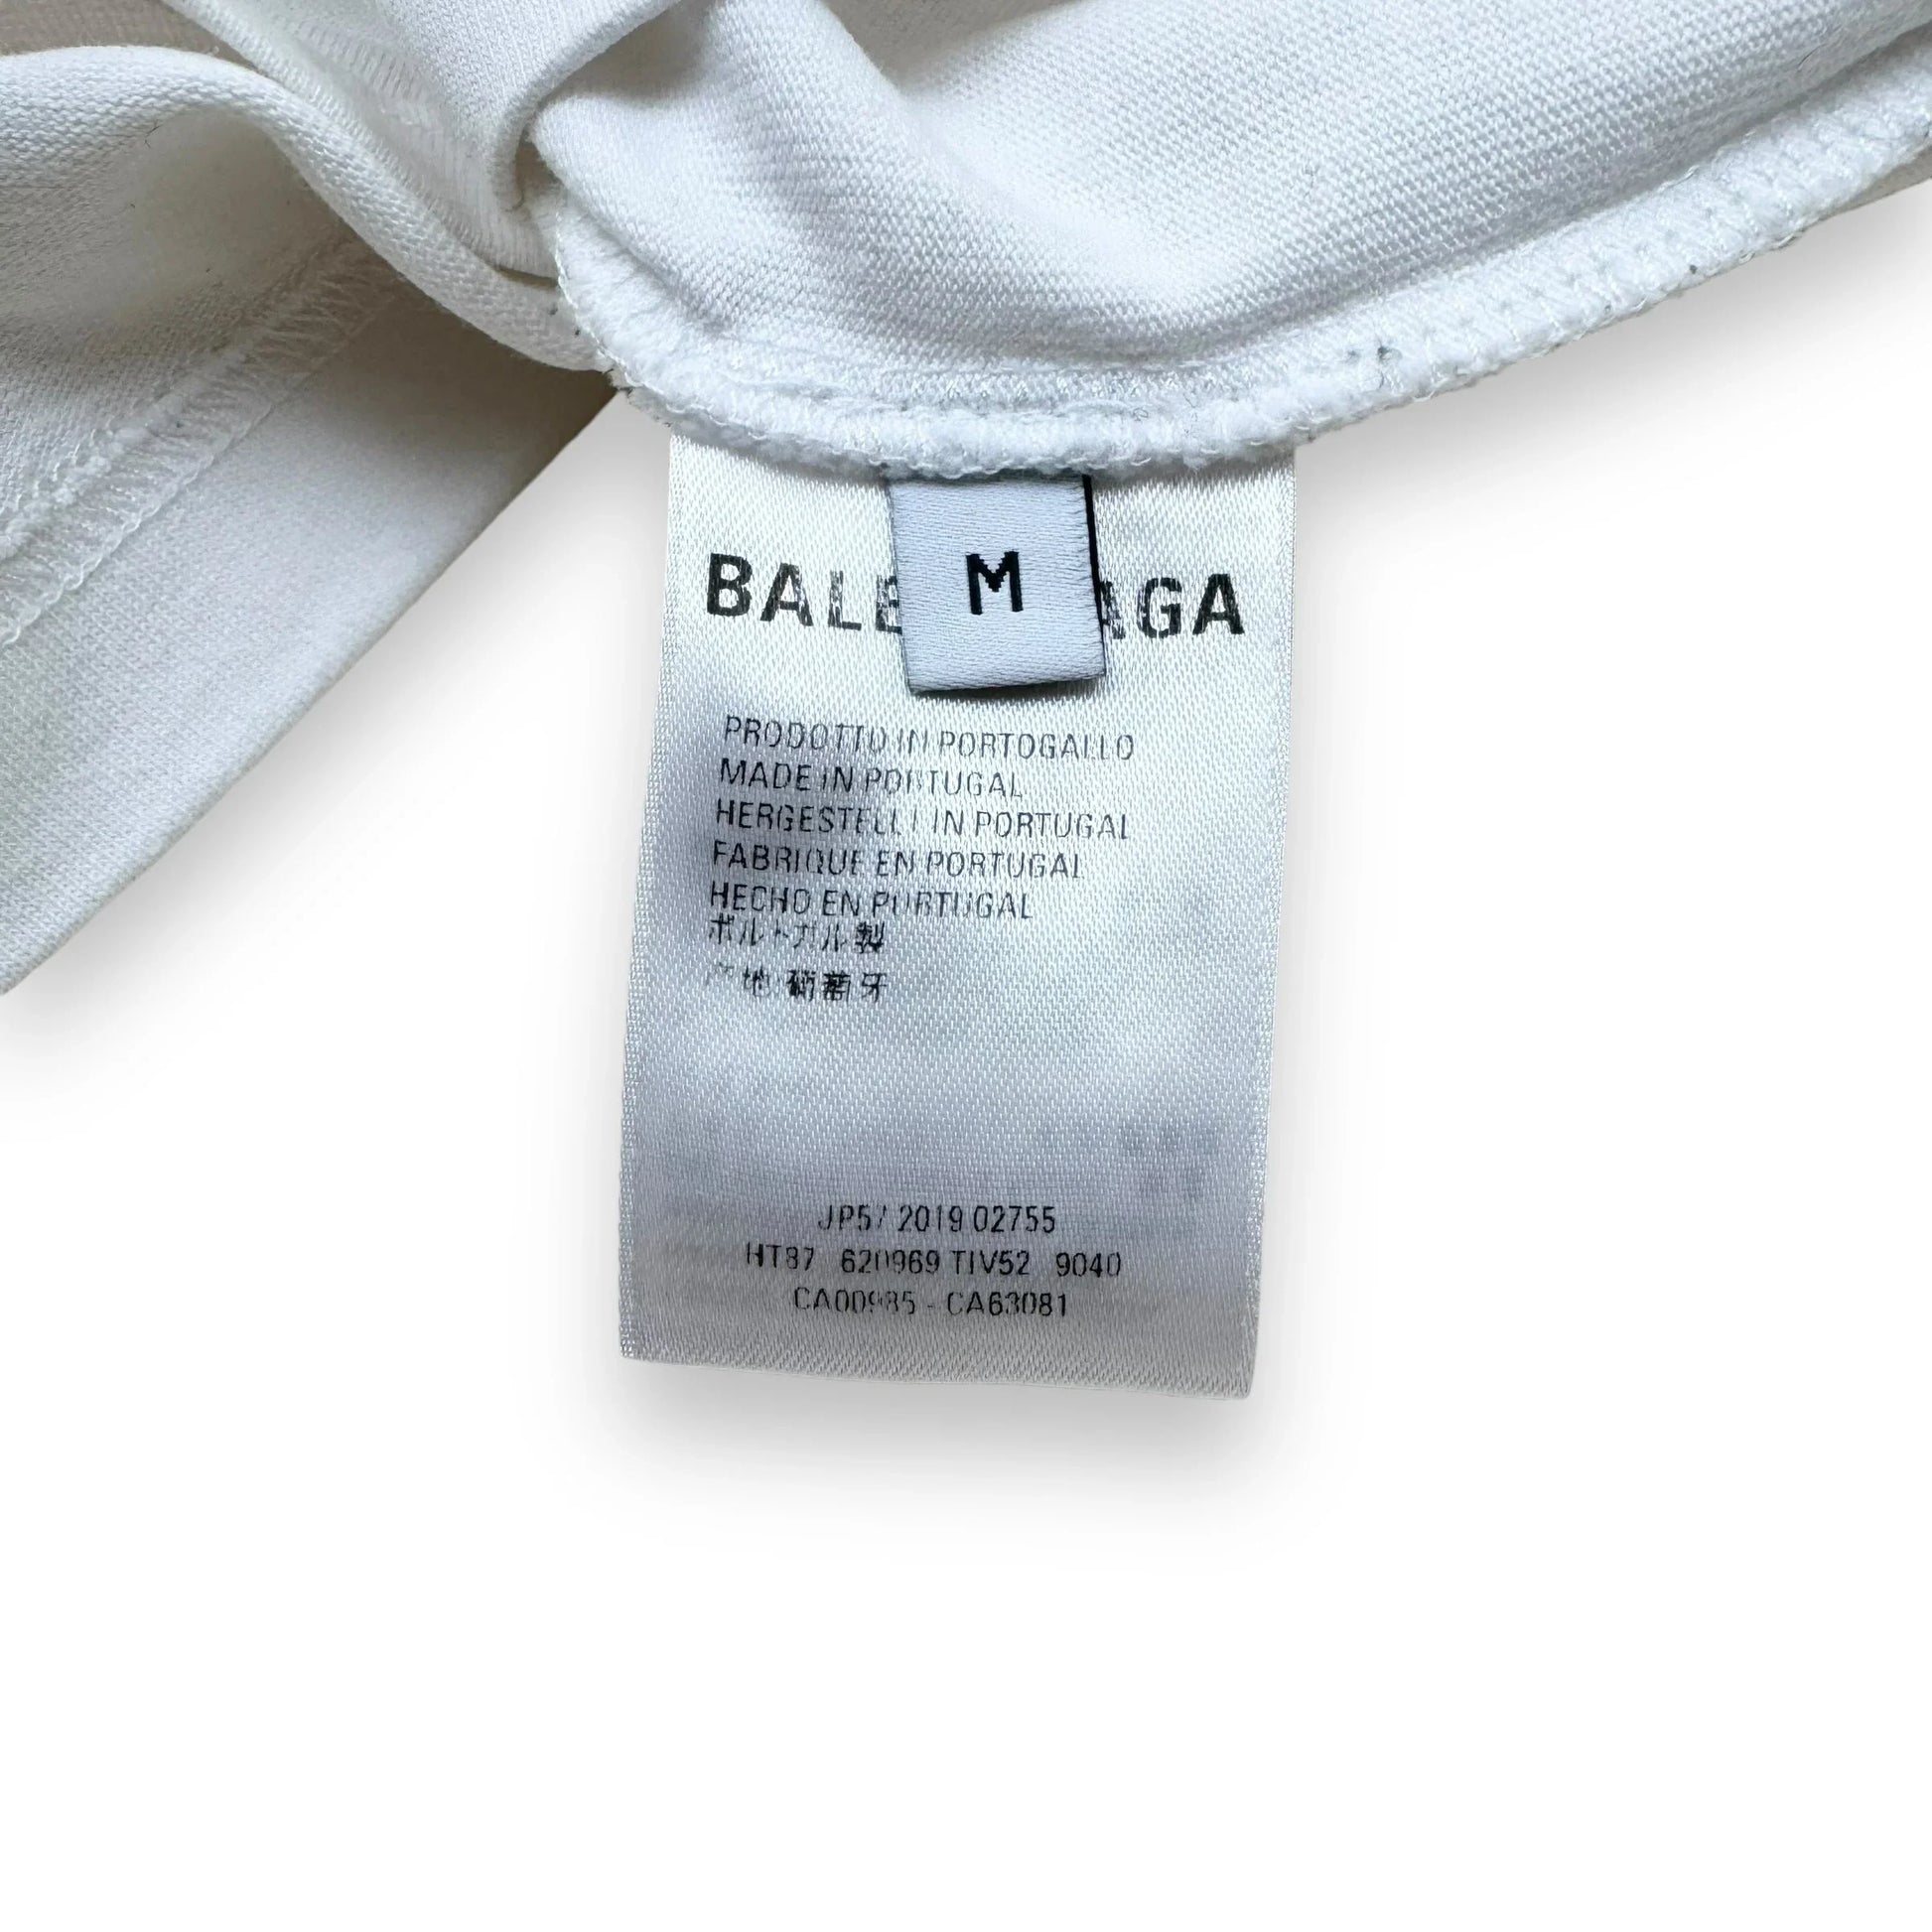 M
BALE AGA
PRODOTTO IN PORTOGALLO
MADE IN PORTUGAL
HERGESTELLT IN PORTUGAL
FABRIQUE EN PORTUGAL
HECHO EN PORTUGAL
ポルトガル製
产地 葡萄牙
JP5/ 2019 02755
HT87 620969 TIV52 9040
CA00985 - CA63081